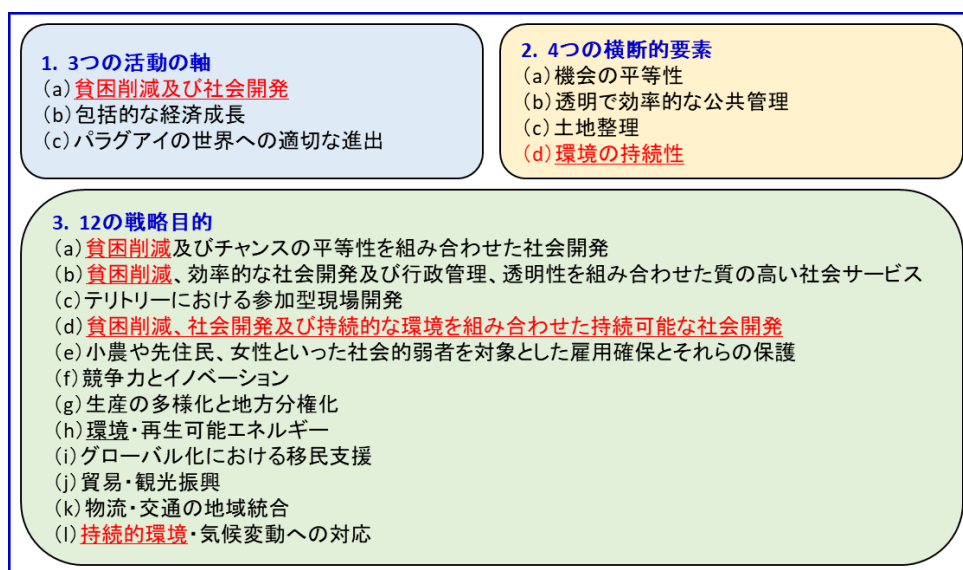 1. 3つの活動の軸
(a)貧困削減及び社会開発
(b)包括的な経済成長
(c)パラグアイの世界への適切な進出
2. 4つの横断的要素
(a)機会の平等性
(b)透明で効率的な公共管理
(c)土地整理
(d)環境の持続性
3. 12の戦略目的
(a)貧困削減及びチャンスの平等性を組み合わせた社会開発
(b)貧困削減、効率的な社会開発及び行政管理、透明性を組み合わせた質の高い社会サービス
(c)テリトリーにおける参加型現場開発
(d)貧困削減、社会開発及び持続的な環境を組み合わせた持続可能な社会開発
(e)小農や先住民、女性といった社会的弱者を対象とした雇用確保とそれらの保護
(f)競争力とイノベーション
(g)生産の多様化と地方分権化
(h)環境・再生可能エネルギー
(i)グローバル化における移民支援
(j)貿易・観光振興
(k)物流・交通の地域統合
(l)持続的環境・気候変動への対応